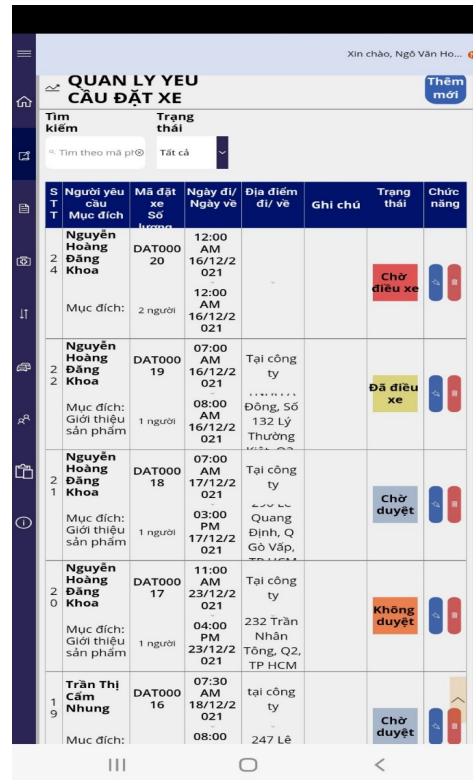 Xin chào, Ngô Văn Ho...
QUẢN LÝ YÊU
CẦU ĐẶT XE
Thêm
mới
Tìm
kiếm
Trạng
thái
Tìm theo mã ph
Tất cả
S
T
T
Người yêu
cầu
Mục đích
Mã đặt
xe
Số
lượng
Ngày đi/
Ngày về
Địa điểm
đi/ về
Ghi chú
Trạng
thái
Chức
năng
2
4
Nguyễn
Hoàng
Đăng
Khoa
Mục đích:
DAT000
20
2 người
12:00
AM
16/12/2
021
-
12:00
AM
16/12/2
021
-
Chờ
điều xe
2
2
Nguyễn
Hoàng
Đăng
Khoa
Mục đích:
Giới thiệu
sản phẩm
DAT000
19
1 người
07:00
AM
16/12/2
021
-
08:00
AM
16/12/2
021
Tại công
ty
Đông, Số
132 Lý
Thường
Kiệt, Q2
Đã điều
xe
2
1
Nguyễn
Hoàng
Đăng
Khoa
Mục đích:
Giới thiệu
sản phẩm
DAT000
18
1 người
07:00
AM
17/12/2
021
-
03:00
PM
17/12/2
021
Tại công
ty
Quang
Định, Q
Gò Vấp,
TP HCM
Chờ
duyệt
2
0
Nguyễn
Hoàng
Đăng
Khoa
Mục đích:
Giới thiệu
sản phẩm
DAT000
17
1 người
11:00
AM
23/12/2
021
-
04:00
PM
23/12/2
021
Tại công
ty
-
232 Trần
Nhân
Tông, Q2,
TP HCM
Không
duyệt
1
9
Trần Thị
Cẩm
Nhung
Mục đích:
DAT000
16
07:30
AM
18/12/2
021
-
08:00
tại công
ty
-
247 Lê
Chờ
duyệt